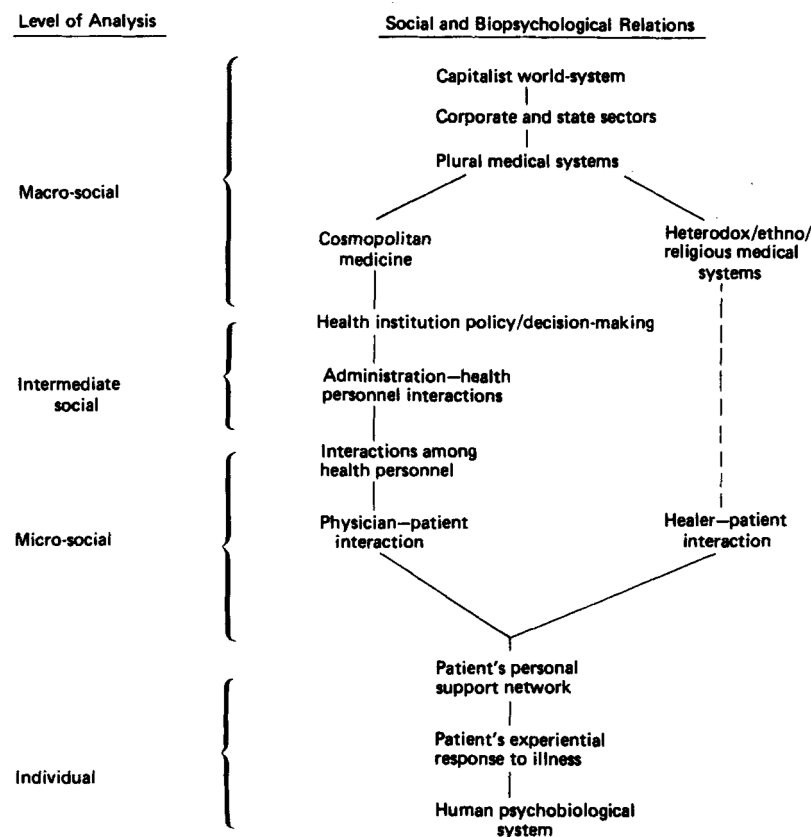 Level of Analysis
Social and Biopsychological Relations
Capitalist world-system
Corporate and state sectors
Plural medical systems
Macro-social
Cosmopolitan
medicine
Heterodox/ethno/
religious medical
systems
Health institution policy/decision-making
Intermediate
social
Administration—health
personnel interactions
Interactions among
health personnel
Micro-social
Physician—patient
interaction
Healer—patient
interaction
Patient's personal
support network
Patient's experiential
response to illness
Individual
Human psychobiological
system